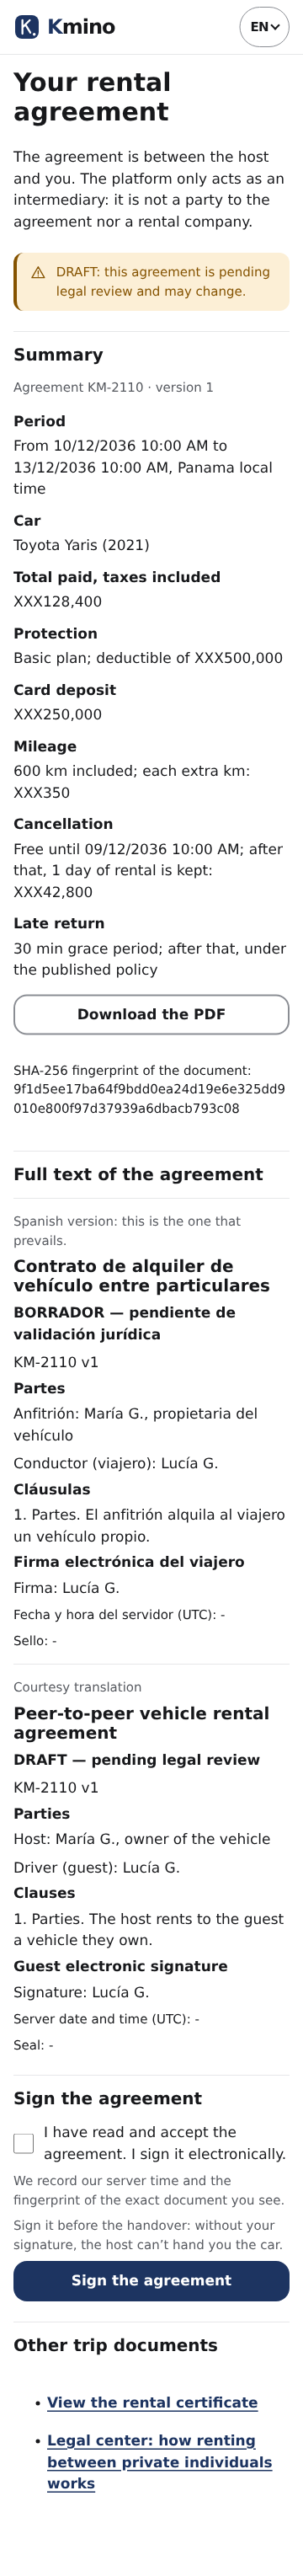 Kmino
EN
Your rental
agreement
The agreement is between the host
and you. The platform only acts as an
intermediary: it is not a party to the
agreement nor a rental company.
DRAFT: this agreement is pending
legal review and may change.
Summary
Agreement KM-2110 · version 1
Period
From 10/12/2036 10:00 AM to
13/12/2036 10:00 AM, Panama local
time
Car
Toyota Yaris (2021)
Total paid, taxes included
XXX128,400
Protection
Basic plan; deductible of XXX500,000
Card deposit
XXX250,000
Mileage
600 km included; each extra km:
XXX350
Cancellation
Free until 09/12/2036 10:00 AM; after
that, 1 day of rental is kept:
XXX42,800
Late return
30 min grace period; after that, under
the published policy
Download the PDF
SHA-256 fingerprint of the document:
9f1d5ee17ba64f9bdd0ea24d19e6e325dd9
010e800f97d37939a6dbacb793c08
Full text of the agreement
Spanish version: this is the one that
prevails.
Contrato de alquiler de
vehículo entre particulares
BORRADOR — pendiente de
validación jurídica
KM-2110 v1
Partes
Anfitrión: María G., propietaria del
vehículo
Conductor (viajero): Lucía G.
Cláusulas
1. Partes. El anfitrión alquila al viajero
un vehículo propio.
Firma electrónica del viajero
Firma: Lucía G.
Fecha y hora del servidor (UTC): -
Sello: -
Courtesy translation
Peer-to-peer vehicle rental
agreement
DRAFT — pending legal review
KM-2110 v1
Parties
Host: María G., owner of the vehicle
Driver (guest): Lucía G.
Clauses
1. Parties. The host rents to the guest
a vehicle they own.
Guest electronic signature
Signature: Lucía G.
Server date and time (UTC): -
Seal: -
Sign the agreement
I have read and accept the
agreement. I sign it electronically.
We record our server time and the
fingerprint of the exact document you see.
Sign it before the handover: without your
signature, the host can’t hand you the car.
Sign the agreement
Other trip documents
• View the rental certificate
• Legal center: how renting
between private individuals
works